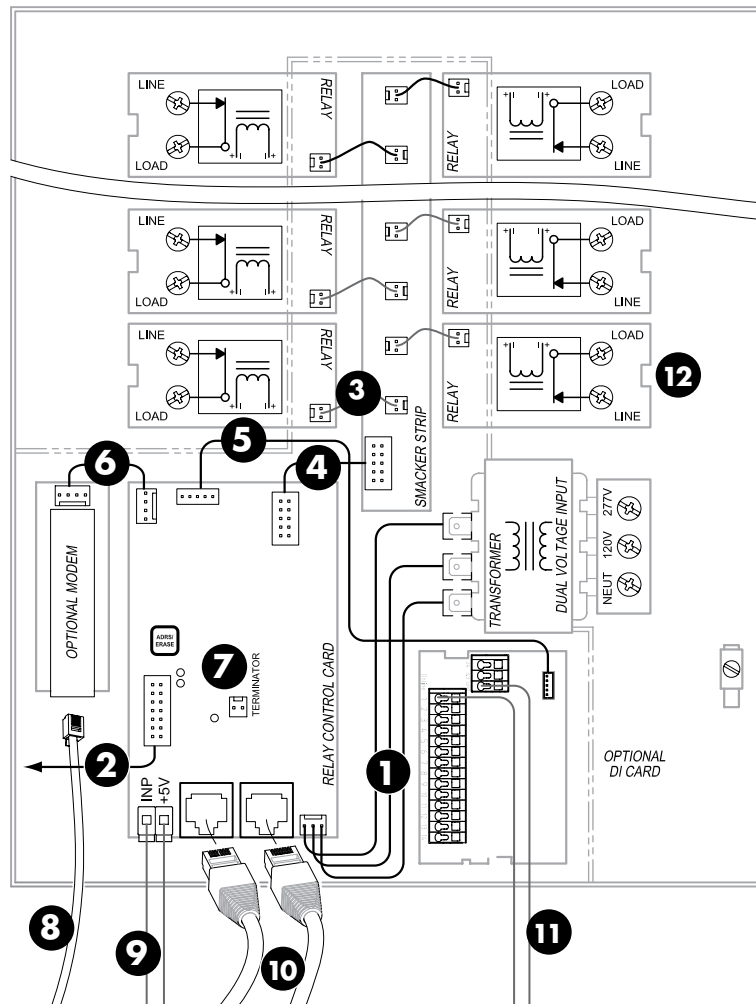 LINE
LOAD
RELAY
RELAY
LOAD
LINE
LINE
LOAD
RELAY
RELAY
LOAD
LINE
LINE
LOAD
RELAY
RELAY
LOAD
LINE
3
12
SMACKER STRIP
6
5
4
OPTIONAL MODEM
TRANSFORMER
DUAL VOLTAGE INPUT
277V
120V
NEUT
ADRS/
ERASE
7
TERMINATOR
RELAY CONTROL CARD
2
INP
+5V
1
OPTIONAL
DI CARD
8
9
10
11